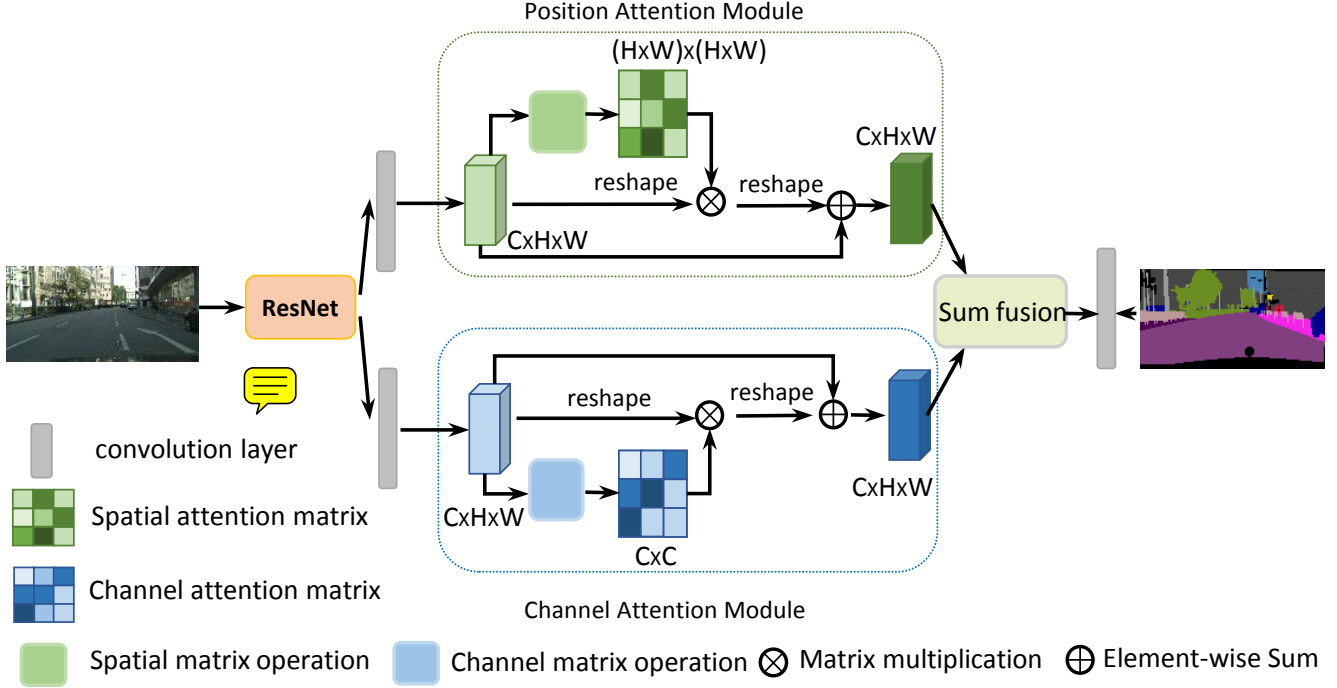 Position Attention Module
(HxW)x(HxW)
CxHxW
reshape
reshape
CxHxW
ResNet
Sum fusion
reshape
reshape
CxHxW
CxHxW
CxC
convolution layer
Spatial attention matrix
Channel attention matrix
Channel Attention Module
Spatial matrix operation
Channel matrix operation
Matrix multiplication
Element-wise Sum